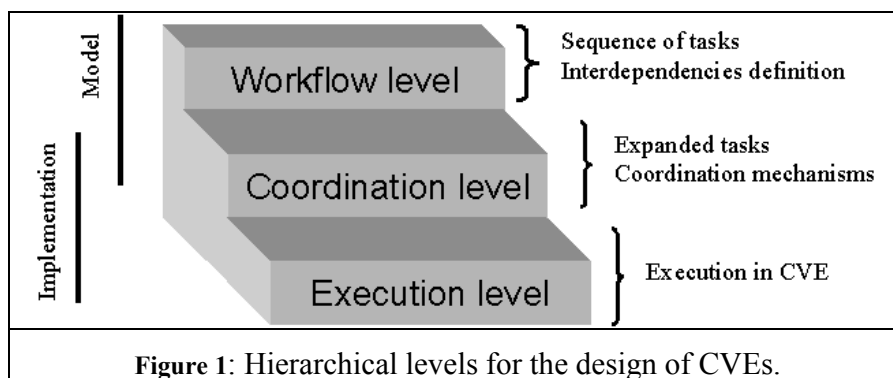 Model
Implementation
Workflow level
Sequence of tasks
Interdependencies definition
Coordination level
Expanded tasks
Coordination mechanisms
Execution level
Execution in CVE
Figure 1: Hierarchical levels for the design of CVEs.